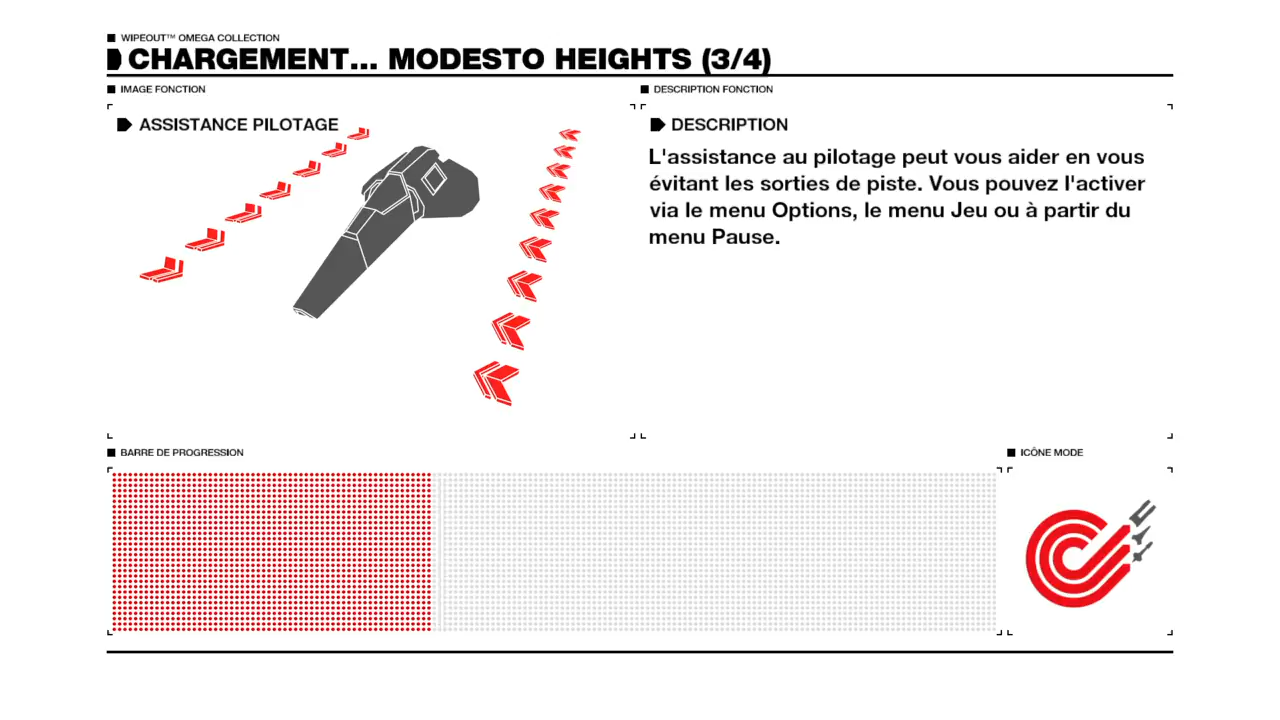 WIPEOUT™ OMEGA COLLECTION
CHARGEMENT... MODESTO HEIGHTS (3/4)
IMAGE FONCTION
ASSISTANCE PILOTAGE
DESCRIPTION FONCTION
DESCRIPTION
L'assistance au pilotage peut vous aider en vous
évitant les sorties de piste. Vous pouvez l'activer
via le menu Options, le menu Jeu ou à partir du
menu Pause.
BARRE DE PROGRESSION
ICÔNE MODE